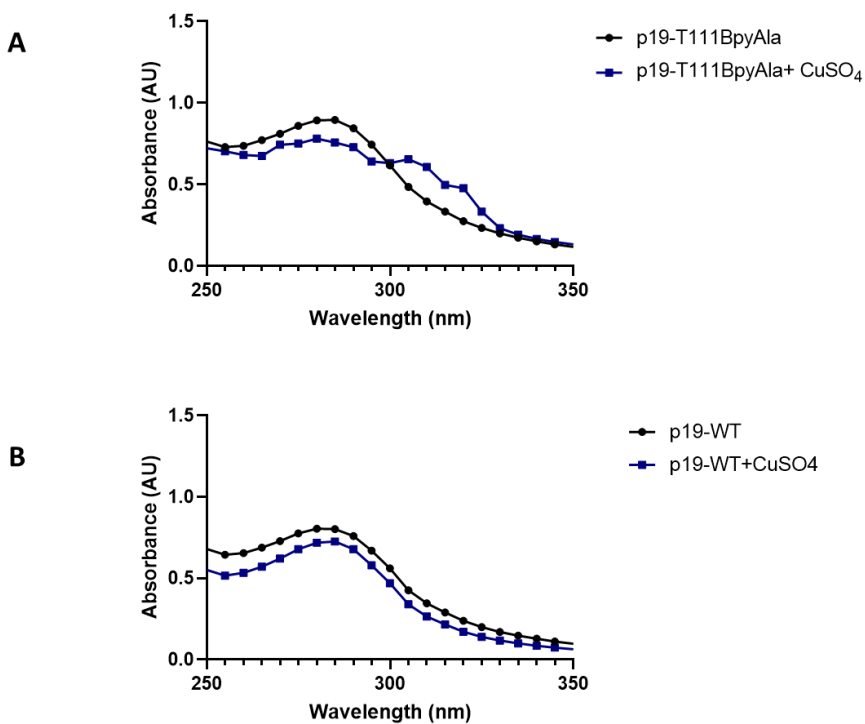 A
1.5
1.0
0.5
0.0
Absorbance (AU)
250
300
350
Wavelength (nm)
p19-T111BpyAla
p19-T111BpyAla+ CuSO₄
B
1.5
1.0
0.5
0.0
Absorbance (AU)
250
300
350
Wavelength (nm)
p19-WT
p19-WT+CuSO4